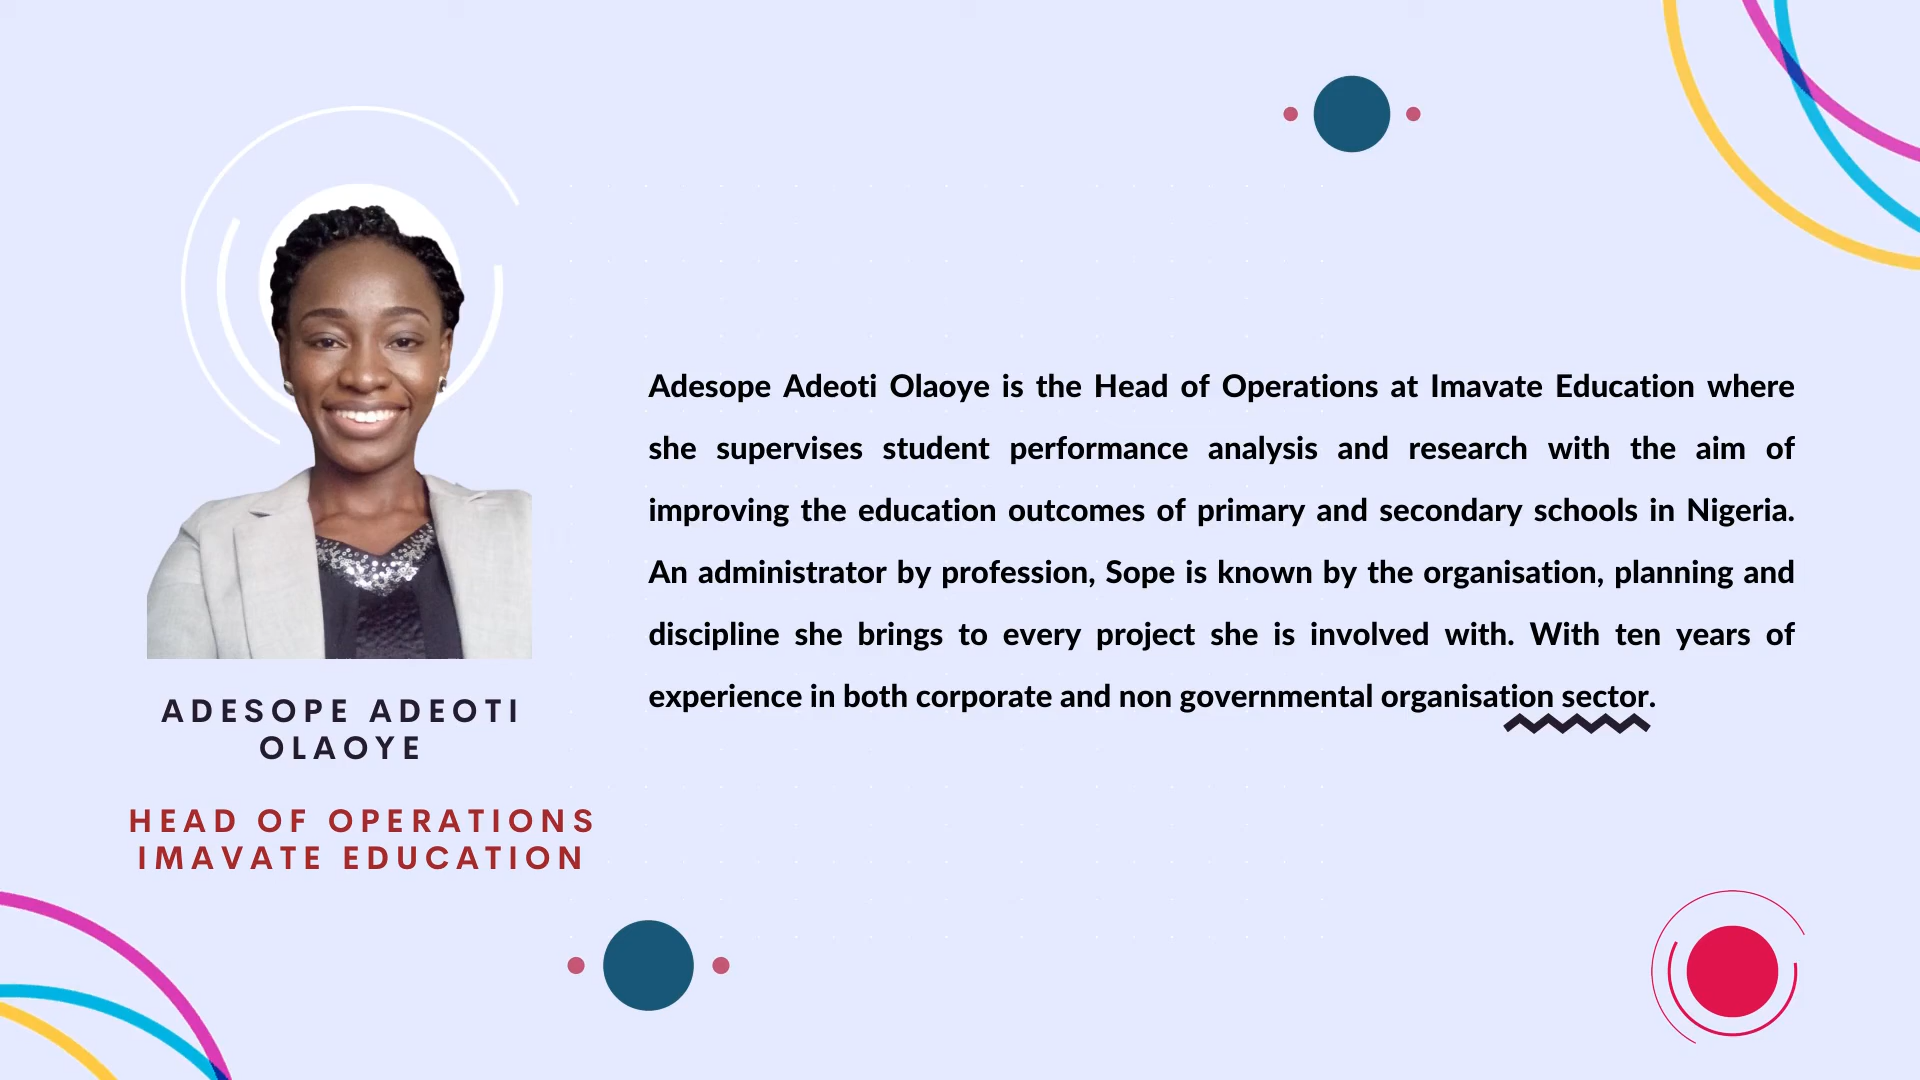 ADESOPE ADEOTI
OLAOYE
HEAD OF OPERATIONS
IMAVATE EDUCATION
Adesope Adeoti Olaoye is the Head of Operations at Imavate Education where
she supervises student performance analysis and research with the aim of
improving the education outcomes of primary and secondary schools in Nigeria.
An administrator by profession, Sope is known by the organisation, planning and
discipline she brings to every project she is involved with. With ten years of
experience in both corporate and non governmental organisation sector.